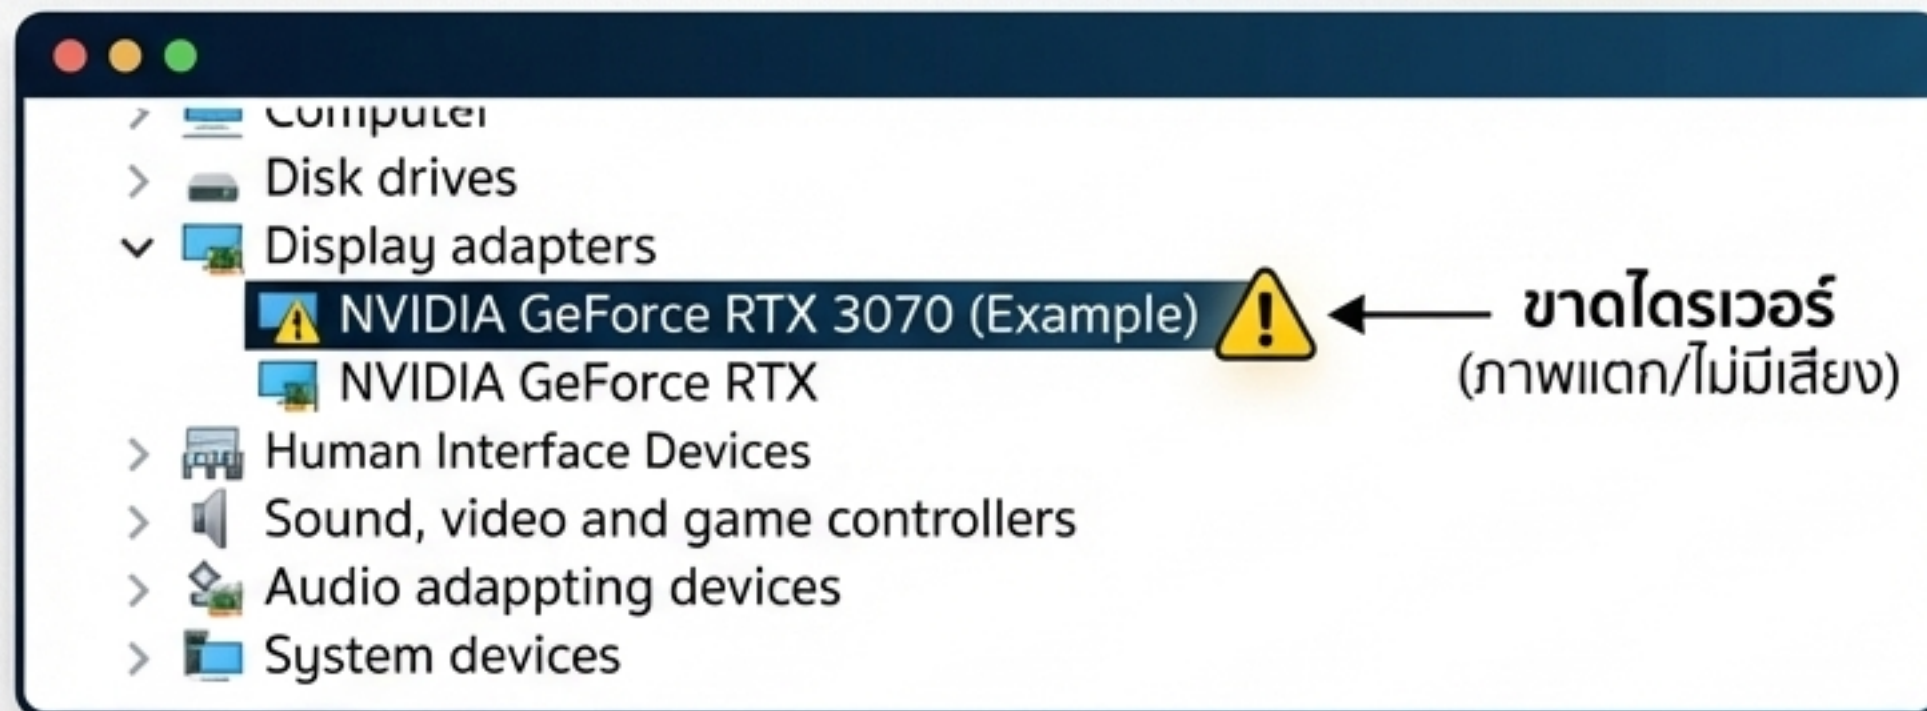 Computer
Disk drives
Display adapters
NVIDIA GeForce RTX 3070 (Example)
ขาดไดรเวอร์
(ภาพแตก/ไม่มีเสียง)
NVIDIA GeForce RTX
Human Interface Devices
Sound, video and game controllers
Audio adappting devices
System devices